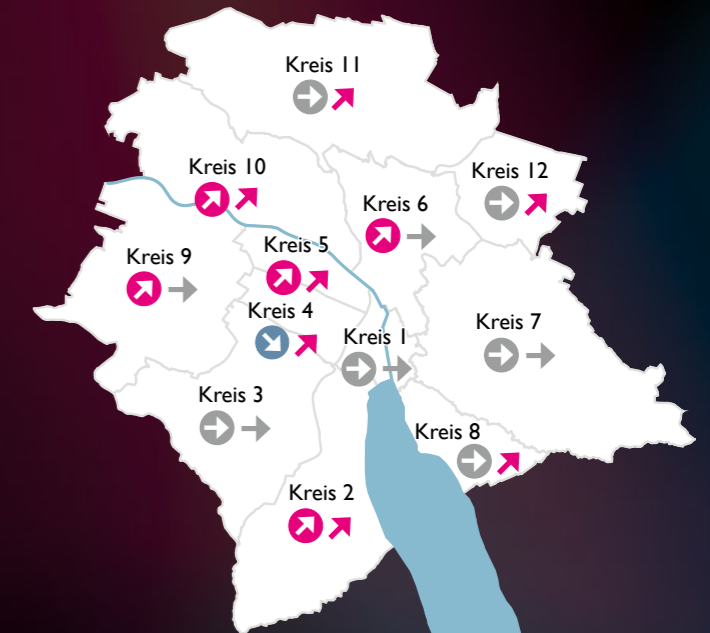 Kreis 11
Kreis 10
Kreis 12
Kreis 6
Kreis 5
Kreis 9
Kreis 4
Kreis 1
Kreis 7
Kreis 3
Kreis 8
Kreis 2